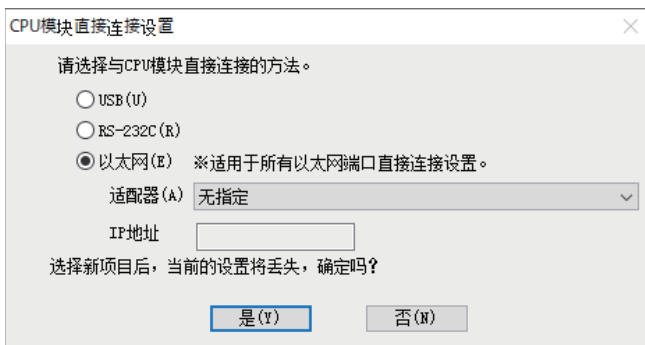 CPU模块直接连接设置
请选择与CPU模块直接连接的方法。
USB(U)
RS-232C(R)
以太网(E) ※适用于所有以太网端口直接连接设置。
适配器(A) 无指定
IP地址
选择新项目后，当前的设置将丢失，确定吗?
是(Y) 否(N)